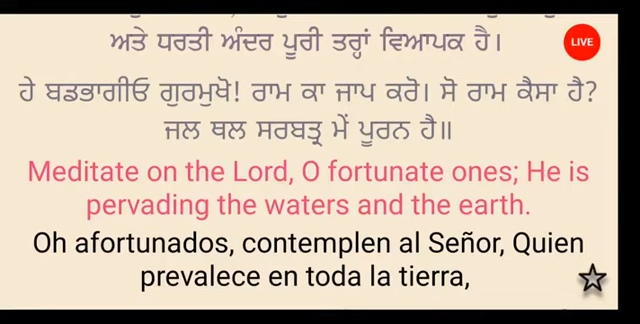 ਅਤੇ ਧਰਤੀ ਅੰਦਰ ਪੂਰੀ ਤਰ੍ਹਾਂ ਵਿਆਪਕ ਹੈ।
LIVE
ਹੇ ਬਡਭਾਗੀਓ ਗੁਰਮੁਖੋ! ਰਾਮ ਕਾ ਜਾਪ ਕਰੋ। ਸੋ ਰਾਮ ਕੈਸਾ ਹੈ?
ਜਲ ਥਲ ਸਰਬਤ੍ਰ ਮੇਂ ਪੂਰਨ ਹੈ॥
Meditate on the Lord, O fortunate ones; He is
pervading the waters and the earth.
Oh afortunados, contemplen al Señor, Quien
prevalece en toda la tierra,